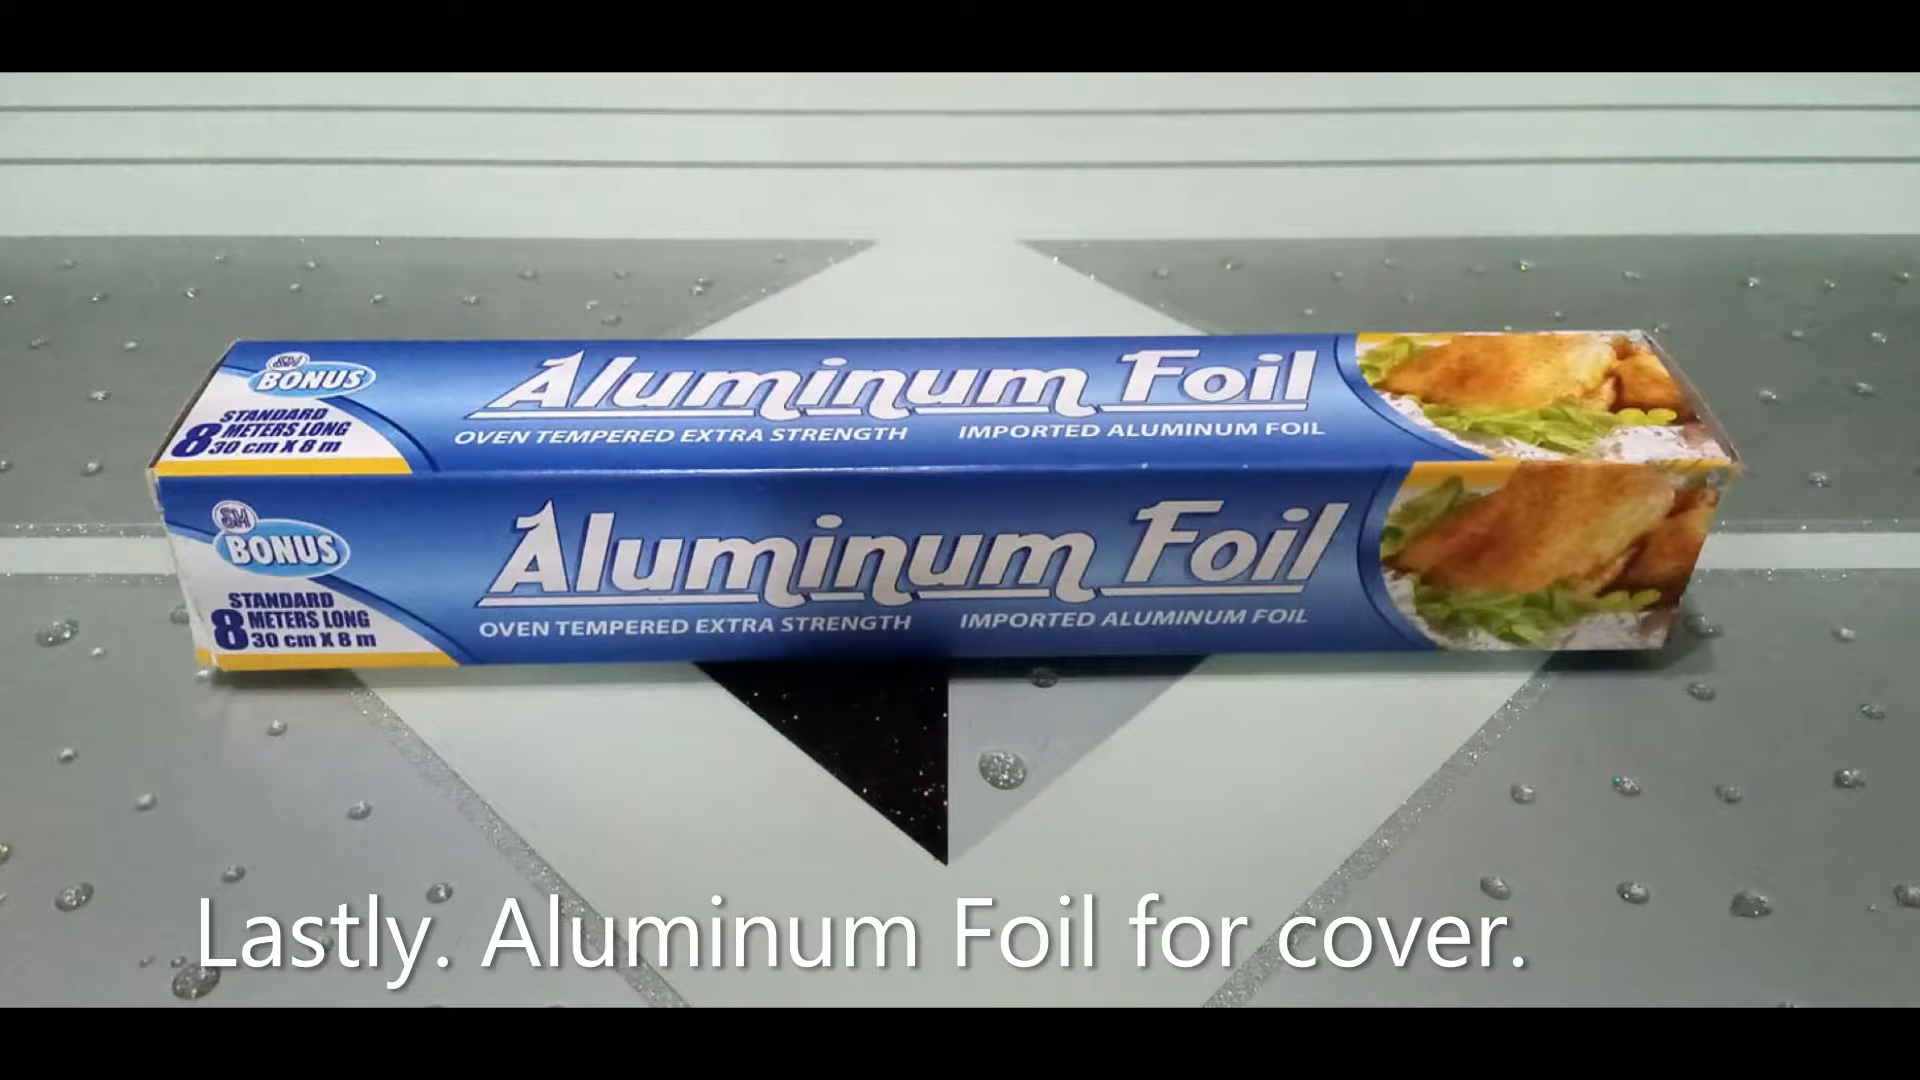 SM
BONUS
STANDARD
8 METERS LONG
30 cm X 8 m
Aluminum Foil
OVEN TEMPERED EXTRA STRENGTH IMPORTED ALUMINUM FOIL
SM
BONUS
STANDARD
8 METERS LONG
30 cm X 8 m
Aluminum Foil
OVEN TEMPERED EXTRA STRENGTH IMPORTED ALUMINUM FOIL
Lastly. Aluminum Foil for cover.